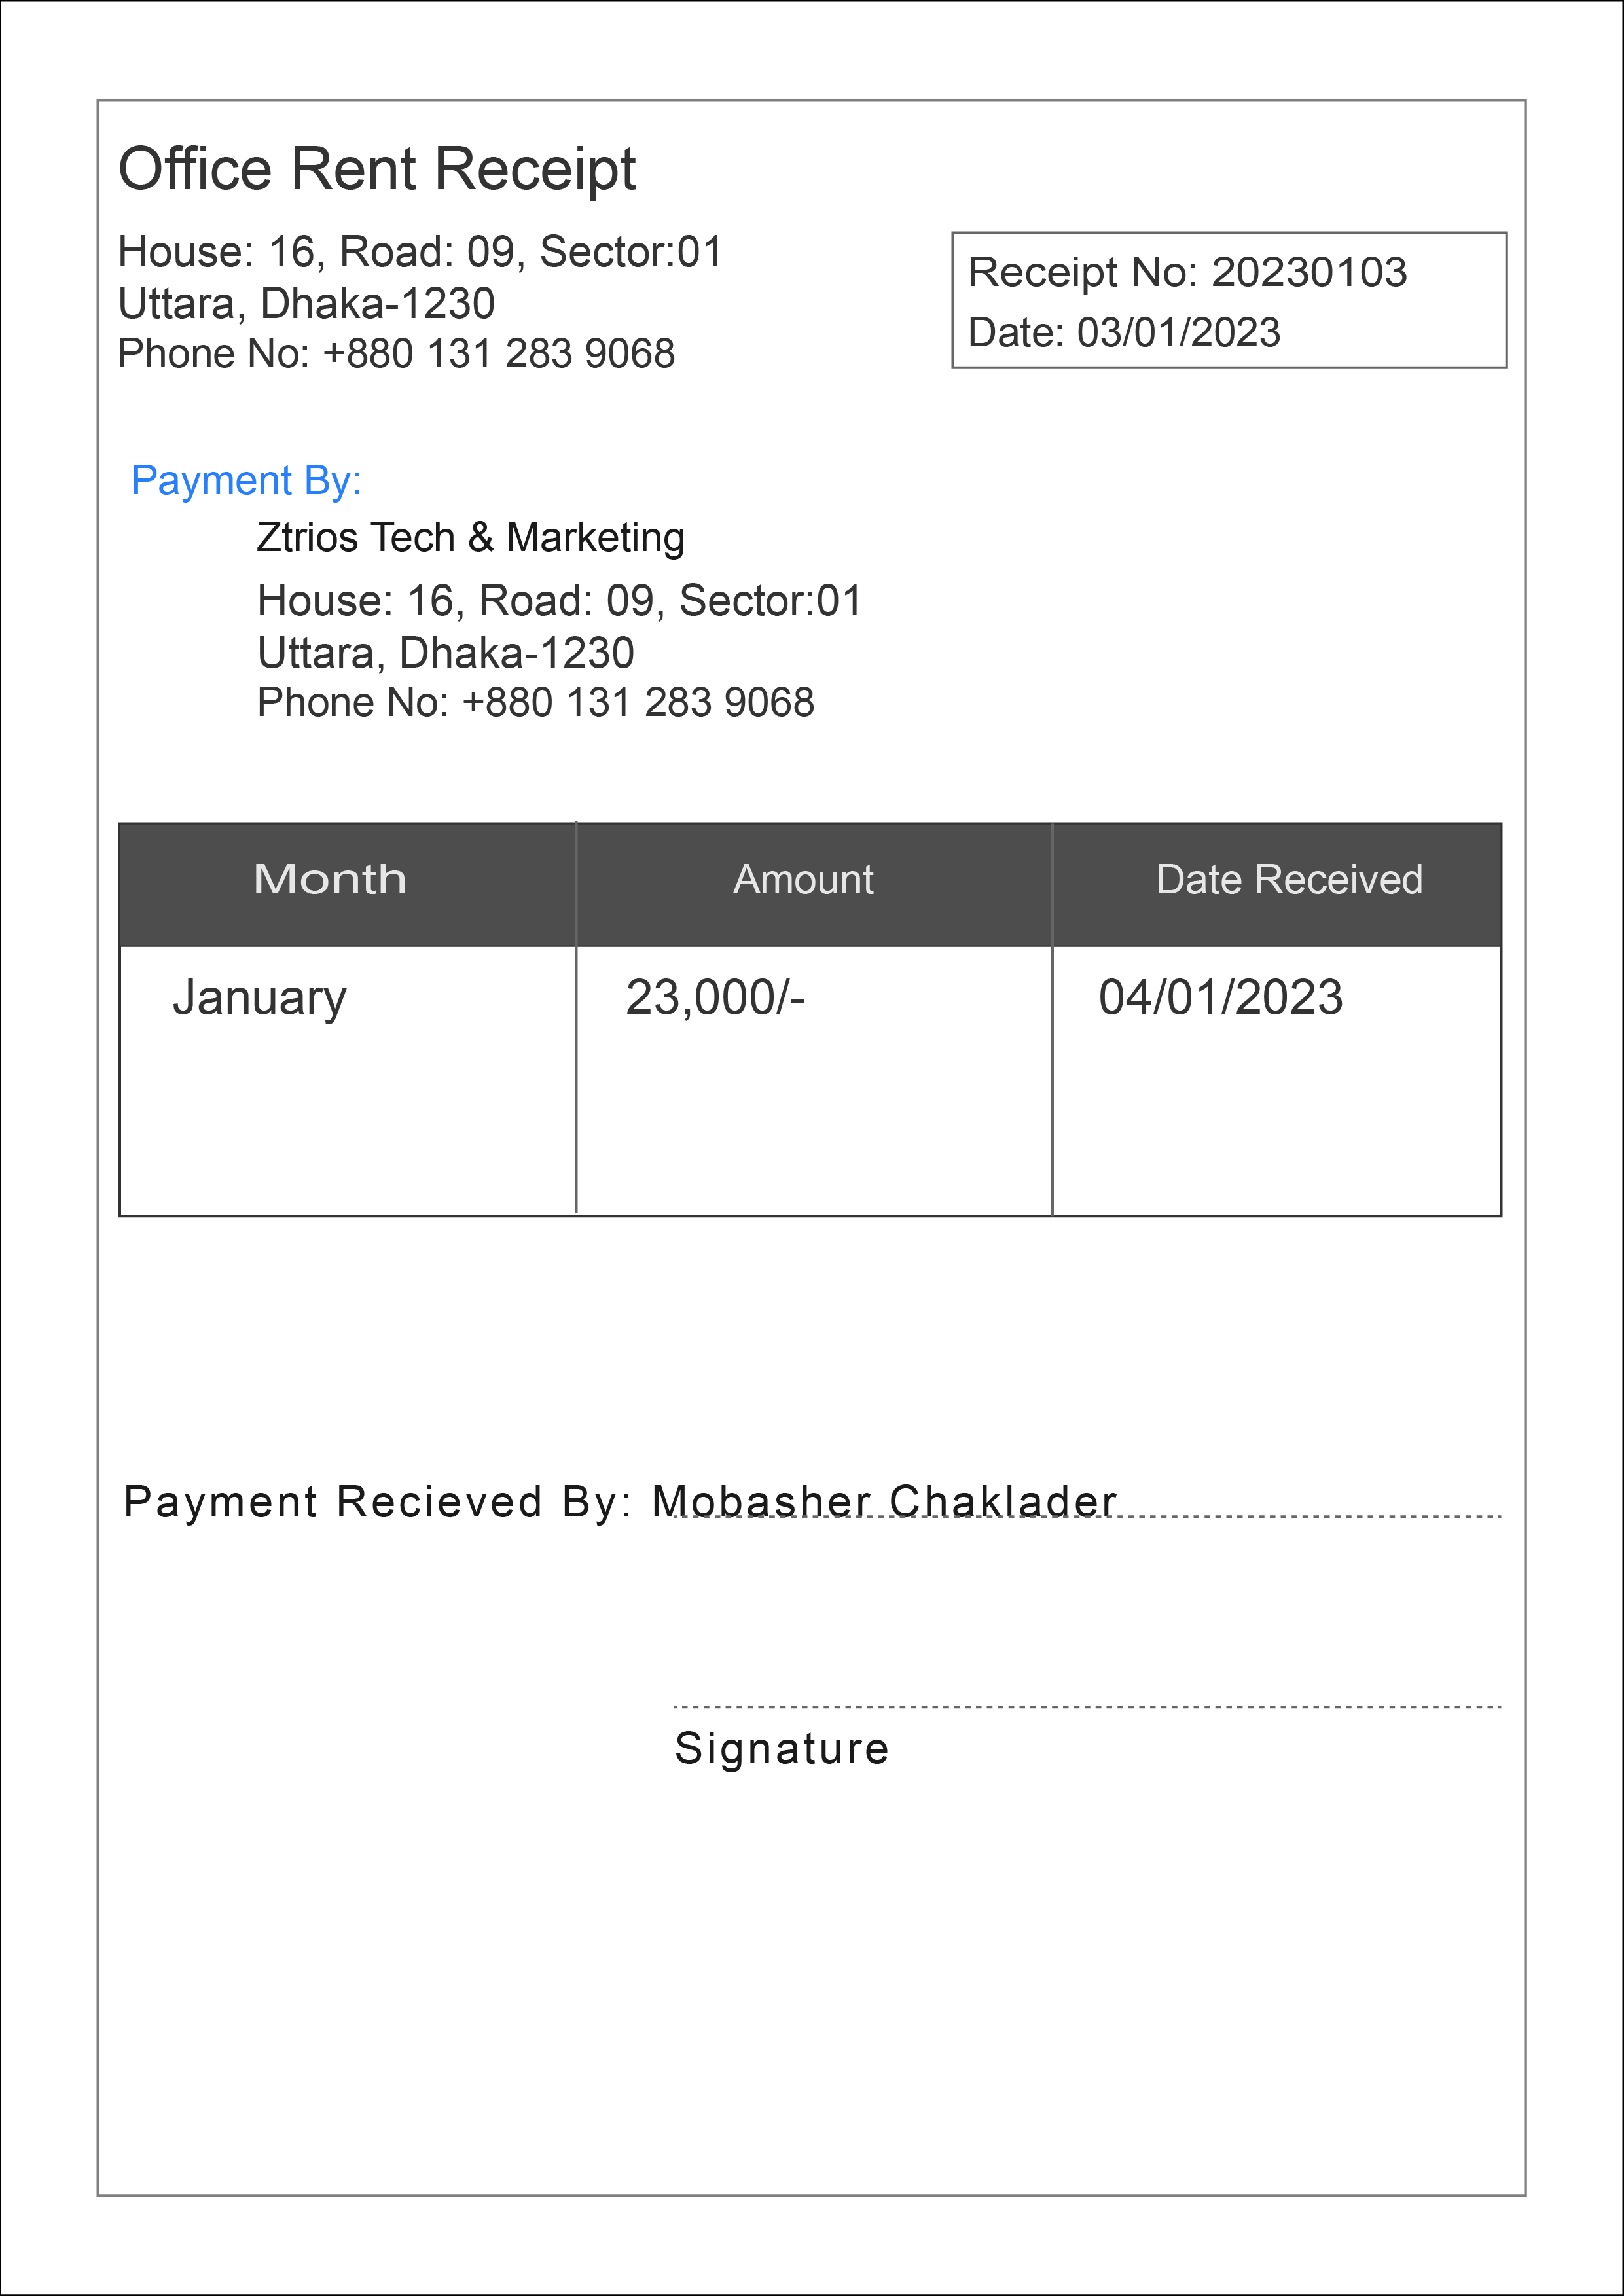 Office Rent Receipt
House: 16, Road: 09, Sector:01
Uttara, Dhaka-1230
Phone No: +880 131 283 9068
Receipt No: 20230103
Date: 03/01/2023
Payment By:
Ztrios Tech & Marketing
House: 16, Road: 09, Sector:01
Uttara, Dhaka-1230
Phone No: +880 131 283 9068
Month Amount Date Received
January 23,000/- 04/01/2023
Payment Recieved By: Mobasher Chaklader
Signature